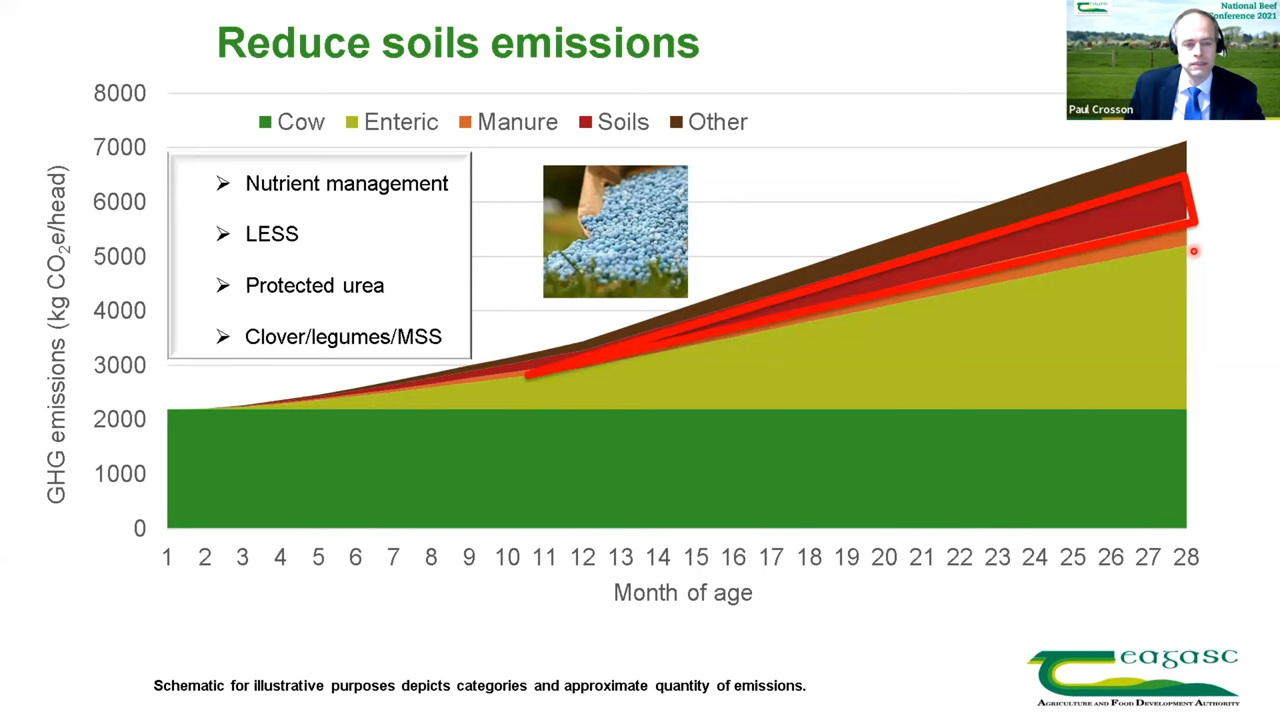 Reduce soils emissions
National Beef
Conference 2021
Paul Crosson
8000
7000
6000
5000
4000
3000
2000
1000
0
GHG emissions (kg CO₂e/head)
Cow Enteric Manure Soils Other
➢ Nutrient management
➢ LESS
➢ Protected urea
➢ Clover/legumes/MSS
1 2 3 4 5 6 7 8 9 10 11 12 13 14 15 16 17 18 19 20 21 22 23 24 25 26 27 28
Month of age
Schematic for illustrative purposes depicts categories and approximate quantity of emissions.
eagasc
AGRICULTURE AND FOOD DEVELOPMENT AUTHORITY